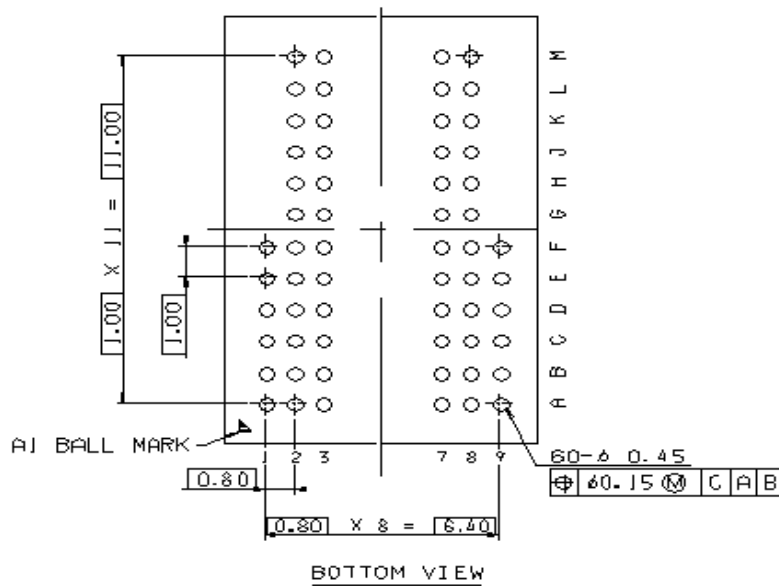 M
L
K
J
H
G
F
E
D
C
B
A
1.00 X 11 = 11.00
1.00
A1 BALL MARK
1 2 3 7 8 9
0.80
0.80 X 8 = 6.40
60-ø 0.45
⌖ ø0.15 Ⓜ C A B
BOTTOM VIEW